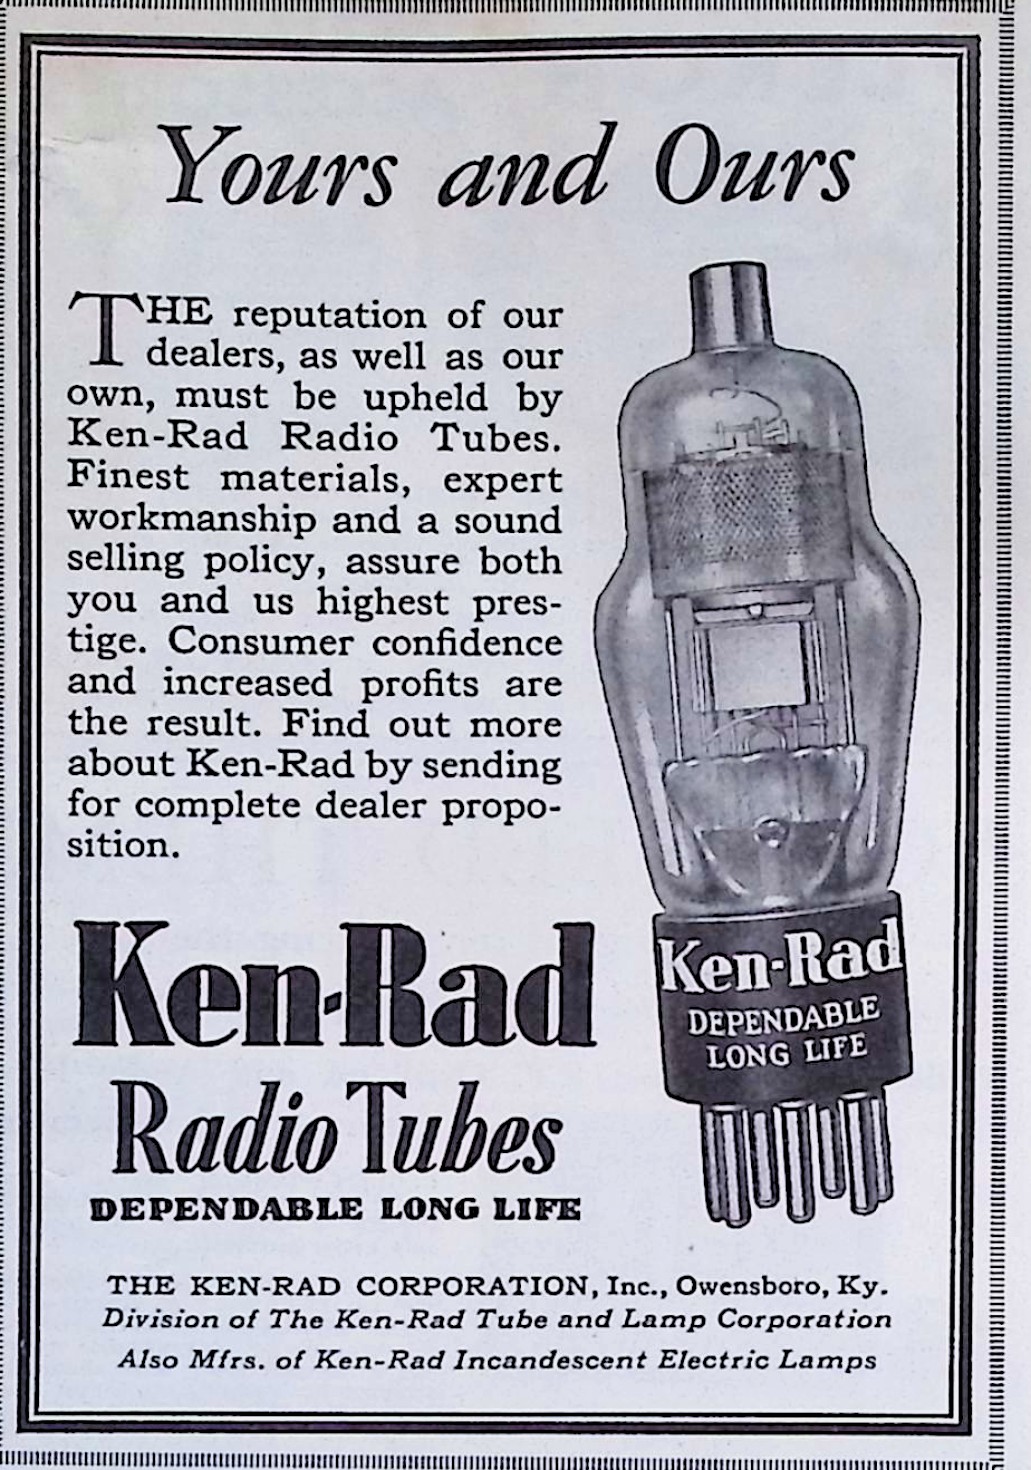 Yours and Ours
THE reputation of our
dealers, as well as our
own, must be upheld by
Ken-Rad Radio Tubes.
Finest materials, expert
workmanship and a sound
selling policy, assure both
you and us highest pres-
tige. Consumer confidence
and increased profits are
the result. Find out more
about Ken-Rad by sending
for complete dealer propo-
sition.
Ken-Rad
Radio Tubes
DEPENDABLE LONG LIFE
Ken-Rad
DEPENDABLE
LONG LIFE
THE KEN-RAD CORPORATION, Inc., Owensboro, Ky.
Division of The Ken-Rad Tube and Lamp Corporation
Also Mfrs. of Ken-Rad Incandescent Electric Lamps